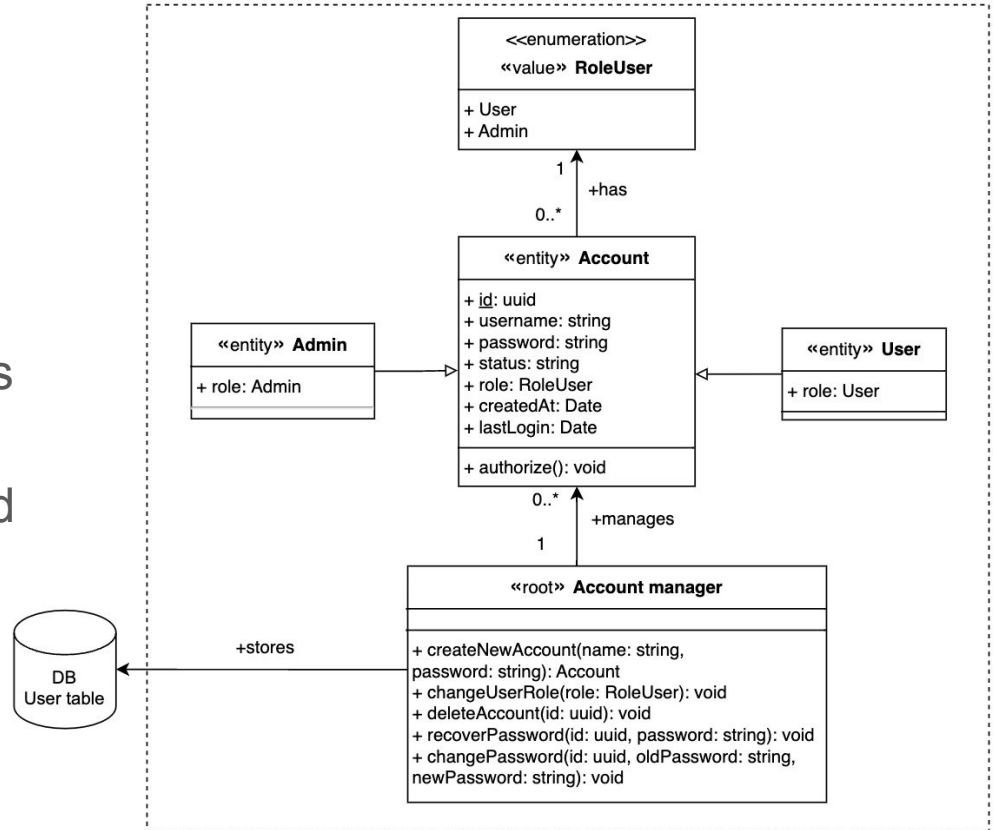 <<enumeration>>
«value» RoleUser
+ User
+ Admin
1
+has
0..*
«entity» Account
+ id: uuid
+ username: string
+ password: string
+ status: string
+ role: RoleUser
+ createdAt: Date
+ lastLogin: Date
+ authorize(): void
«entity» Admin
+ role: Admin
«entity» User
+ role: User
s
d
0..*
+manages
1
«root» Account manager
+ createNewAccount(name: string,
password: string): Account
+ changeUserRole(role: RoleUser): void
+ deleteAccount(id: uuid): void
+ recoverPassword(id: uuid, password: string): void
+ changePassword(id: uuid, oldPassword: string,
newPassword: string): void
+stores
DB
User table